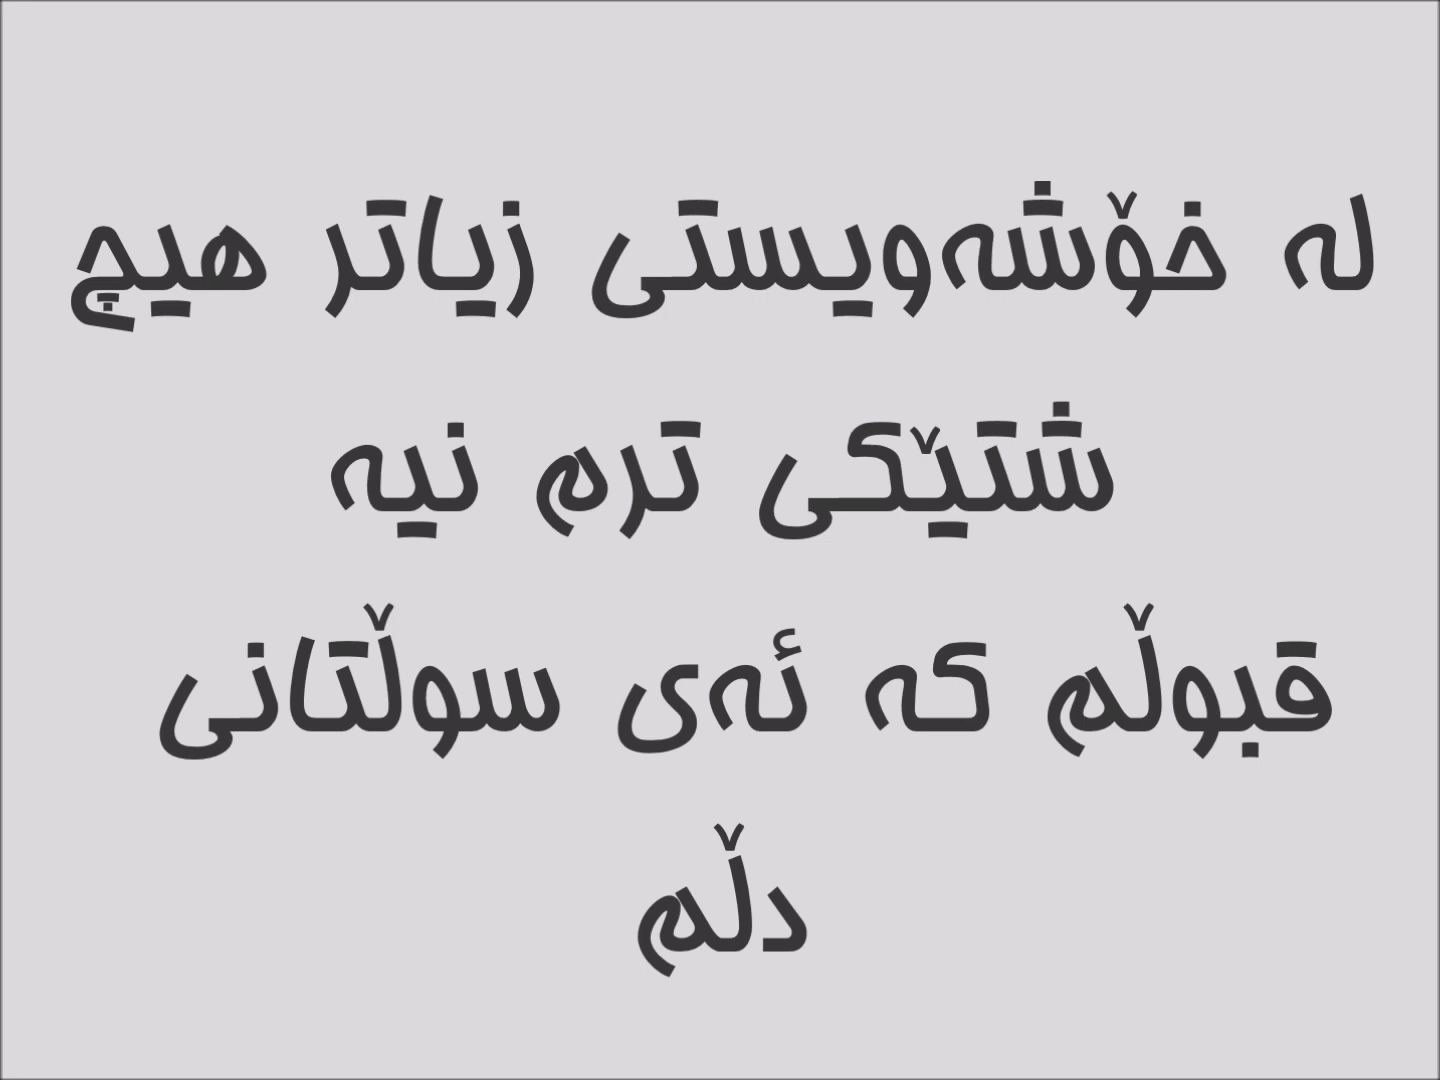 لە خۆشەویستی زیاتر هیچ
شتێکی ترم نیە
قبوڵم کە ئەی سوڵتانی
دڵم